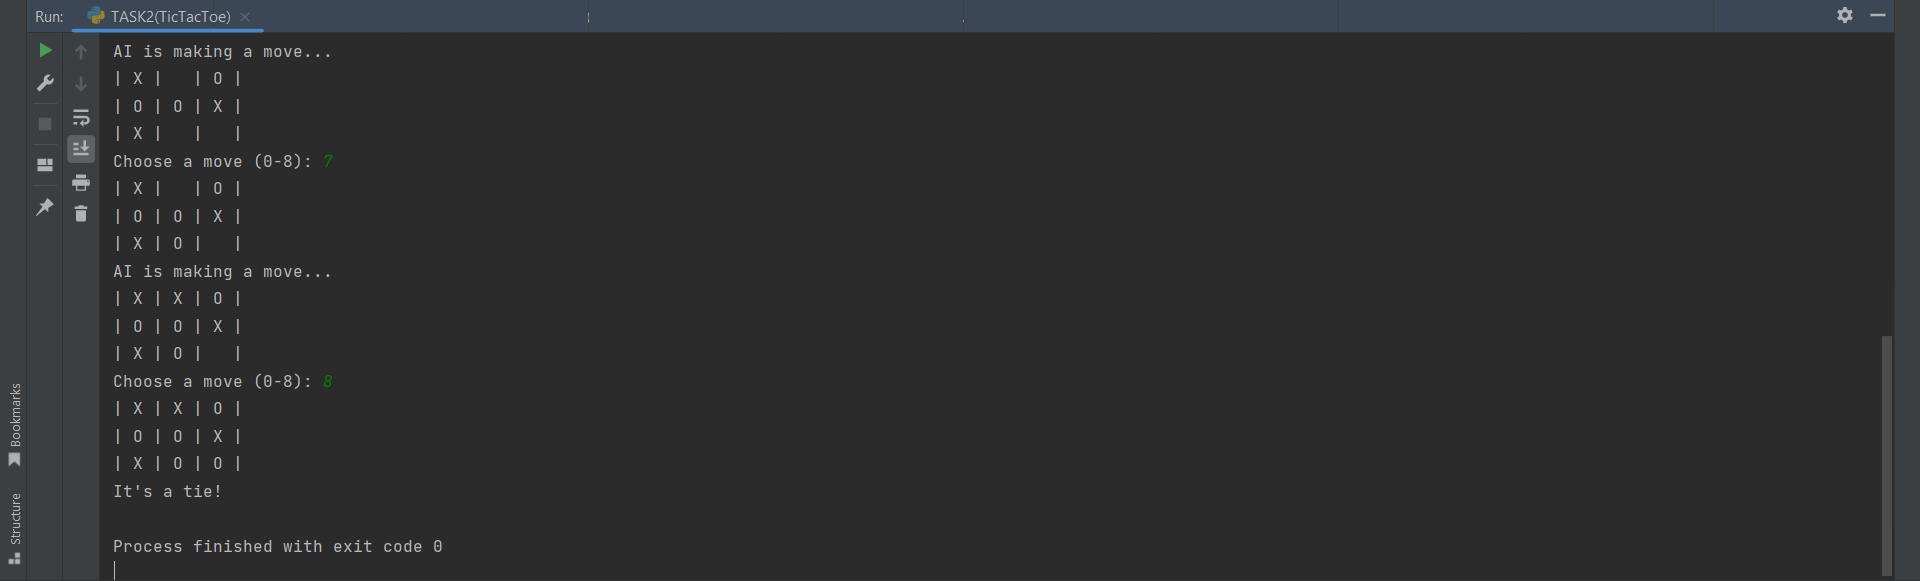 Run: TASK2(TicTacToe)
AI is making a move...
| X |   | O |
| O | O | X |
| X |   |   |
Choose a move (0-8): 7
| X |   | O |
| O | O | X |
| X | O |   |
AI is making a move...
| X | X | O |
| O | O | X |
| X | O |   |
Choose a move (0-8): 8
| X | X | O |
| O | O | X |
| X | O | O |
It's a tie!
Process finished with exit code 0
Bookmarks
Structure